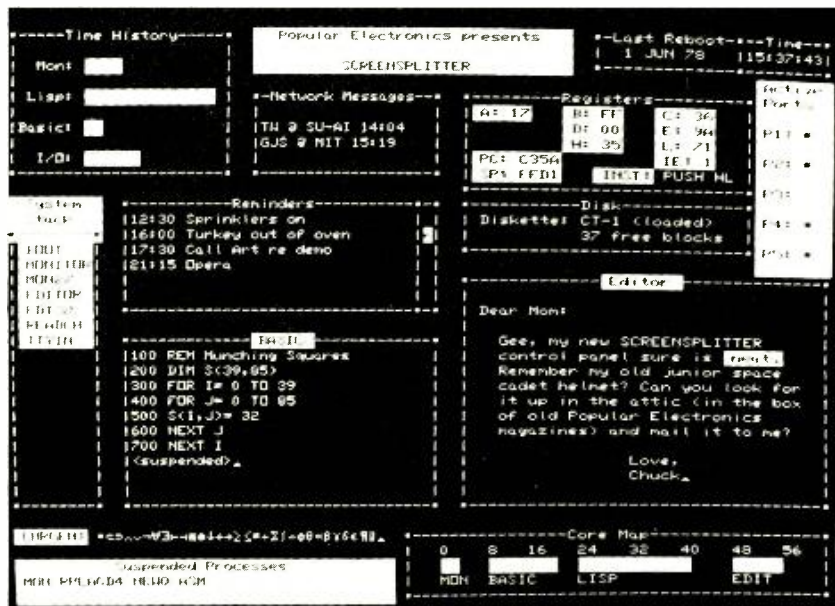 Time History
Mon:
Lisp:
Basic:
I/O:
Popular Electronics presents
SCREENSPLITTER
Last Reboot
1 JUN 78
Time
15:37:43
Network Messages
TW @ SU-AI 14:04
GJS @ MIT 15:19
Registers
A: 17 B: FF C: 36
D: 00 E: 9A
H: 35 L: 71
PC: C35A IE: 1
SP: FFD1 INST: PUSH HL
Active
Port
P1: *
P2: *
P3:
P4: *
P5: *
System
Reminders
12:30 Sprinklers on
16:00 Turkey out of oven
17:30 Call Art re demo
21:15 Opera
Disk
Diskette: CT-1 (loaded)
37 free blocks
MONITOR
EDITOR
TTYIN
BASIC
100 REM Munching Squares
200 DIM S(39,85)
300 FOR I= 0 TO 39
400 FOR J= 0 TO 85
500 S(I,J)= 32
600 NEXT J
700 NEXT I
<suspended>
Editor
Dear Mom:
Gee, my new SCREENSPLITTER
control panel sure is neat.
Remember my old junior space
cadet helmet? Can you look for
it up in the attic (in the box
of old Popular Electronics
magazines) and mail it to me?
Love,
Chuck
CHRGEN:
Suspended Processes
Core Map
0 8 16 24 32 40 48 56
MON BASIC LISP EDIT